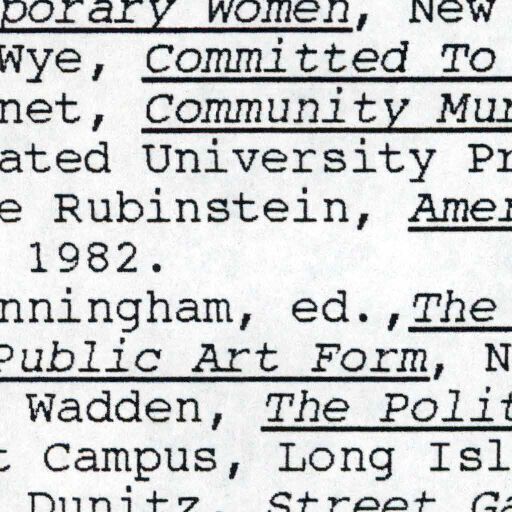 porary Women, New
Wye, Committed To
net, Community Mur
ated University Pr
e Rubinstein, Amer
1982.
nningham, ed.,The
Public Art Form, N
Wadden, The Polit
t Campus, Long Isl
Dunitz, Street Ga